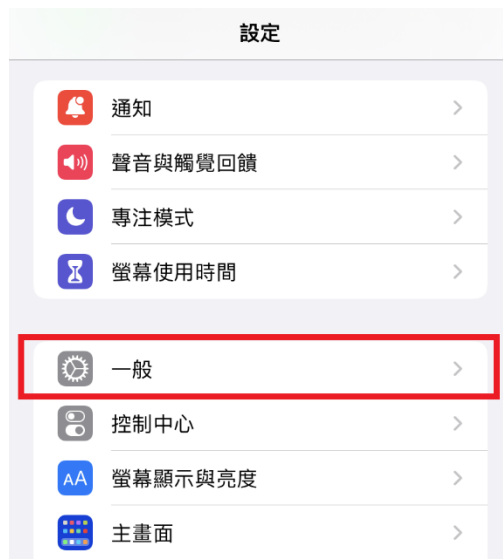 設定
通知
聲音與觸覺回饋
專注模式
螢幕使用時間
一般
控制中心
AA
螢幕顯示與亮度
主畫面